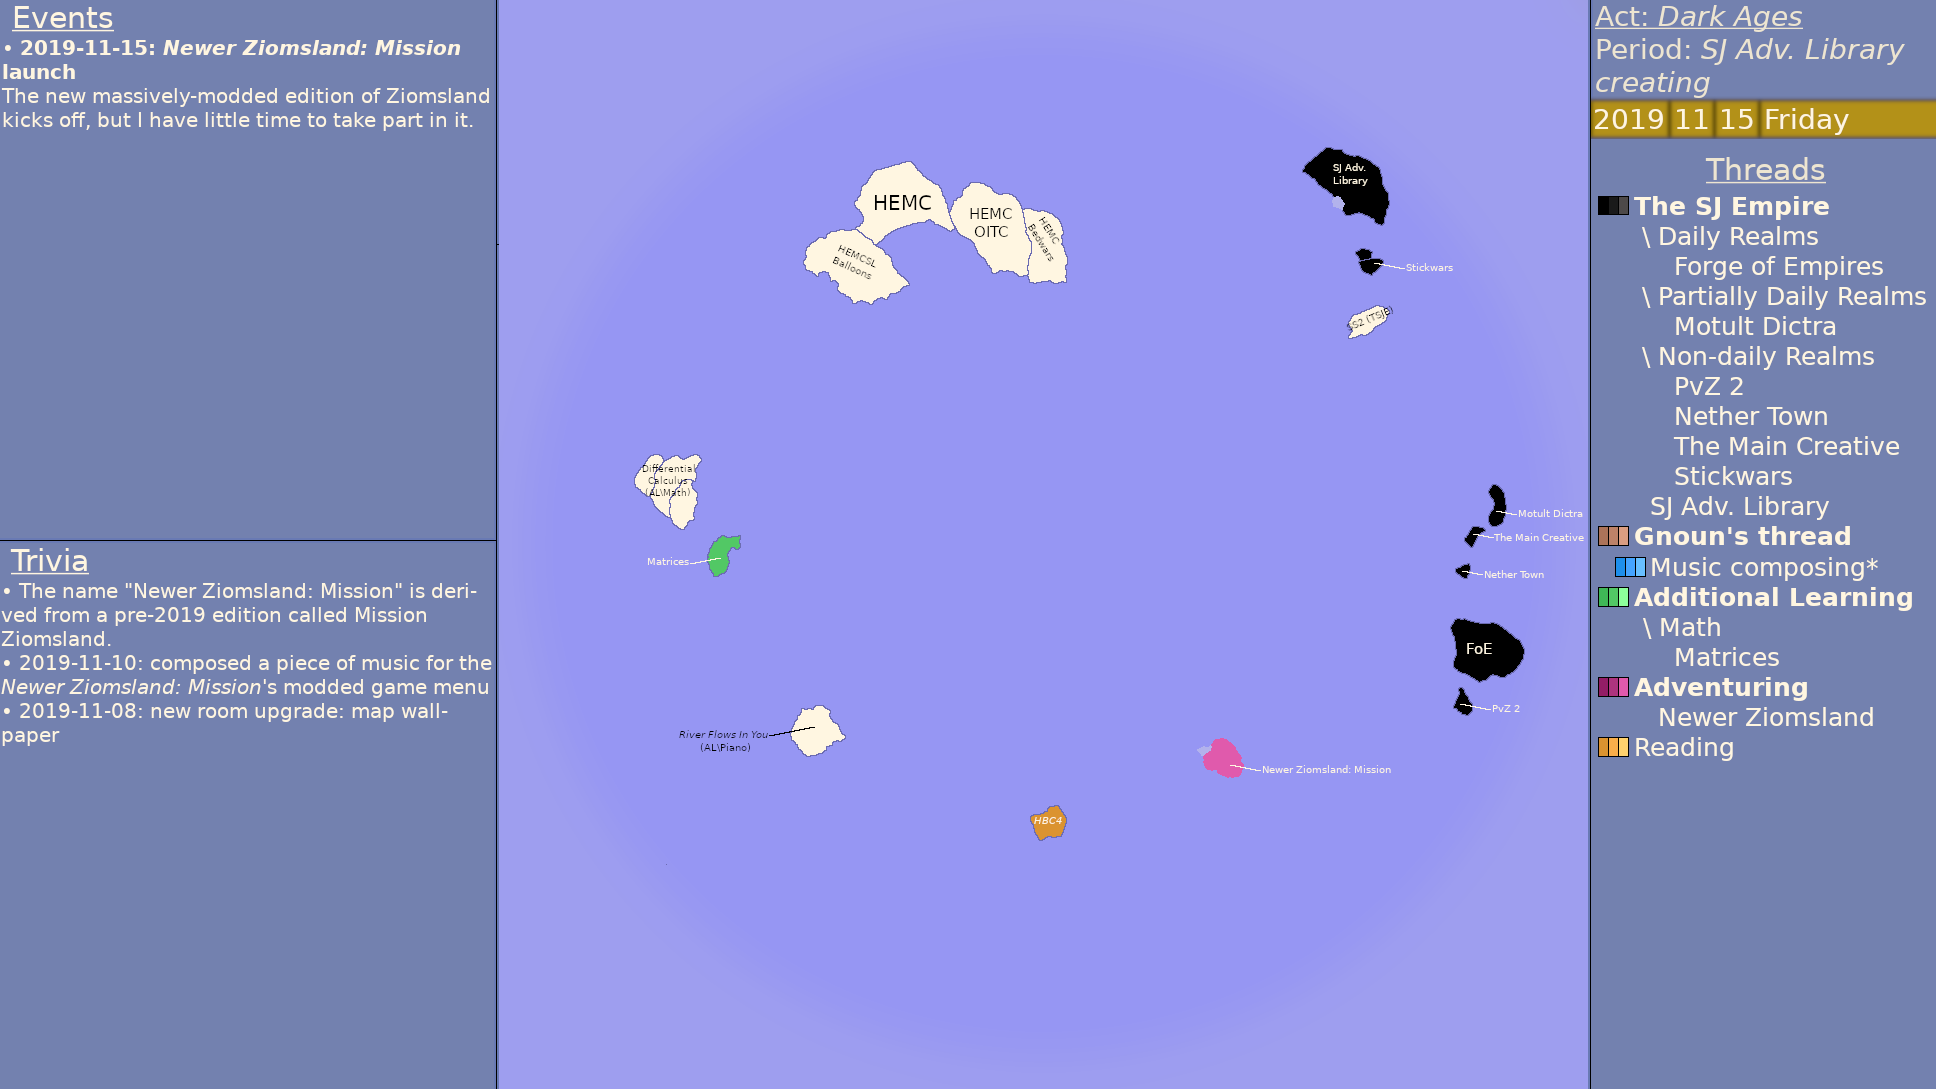 Events
• 2019-11-15: Newer Ziomsland: Mission
launch
The new massively-modded edition of Ziomsland
kicks off, but I have little time to take part in it.
Trivia
• The name "Newer Ziomsland: Mission" is deri-
ved from a pre-2019 edition called Mission
Ziomsland.
• 2019-11-10: composed a piece of music for the
Newer Ziomsland: Mission's modded game menu
• 2019-11-08: new room upgrade: map wall-
paper
HEMC
HEMC
OITC
HEMC
Bedwars
HEMCSL
Balloons
SJ Adv.
Library
Stickwars
Differential
Calculus
(AL\Math)
Matrices
Motult Dictra
The Main Creative
Nether Town
FoE
PvZ 2
River Flows In You
(AL\Piano)
Newer Ziomsland: Mission
HBC4
Act: Dark Ages
Period: SJ Adv. Library
creating
2019 11 15 Friday
Threads
The SJ Empire
\ Daily Realms
Forge of Empires
\ Partially Daily Realms
Motult Dictra
\ Non-daily Realms
PvZ 2
Nether Town
The Main Creative
Stickwars
SJ Adv. Library
Gnoun's thread
Music composing*
Additional Learning
\ Math
Matrices
Adventuring
Newer Ziomsland
Reading